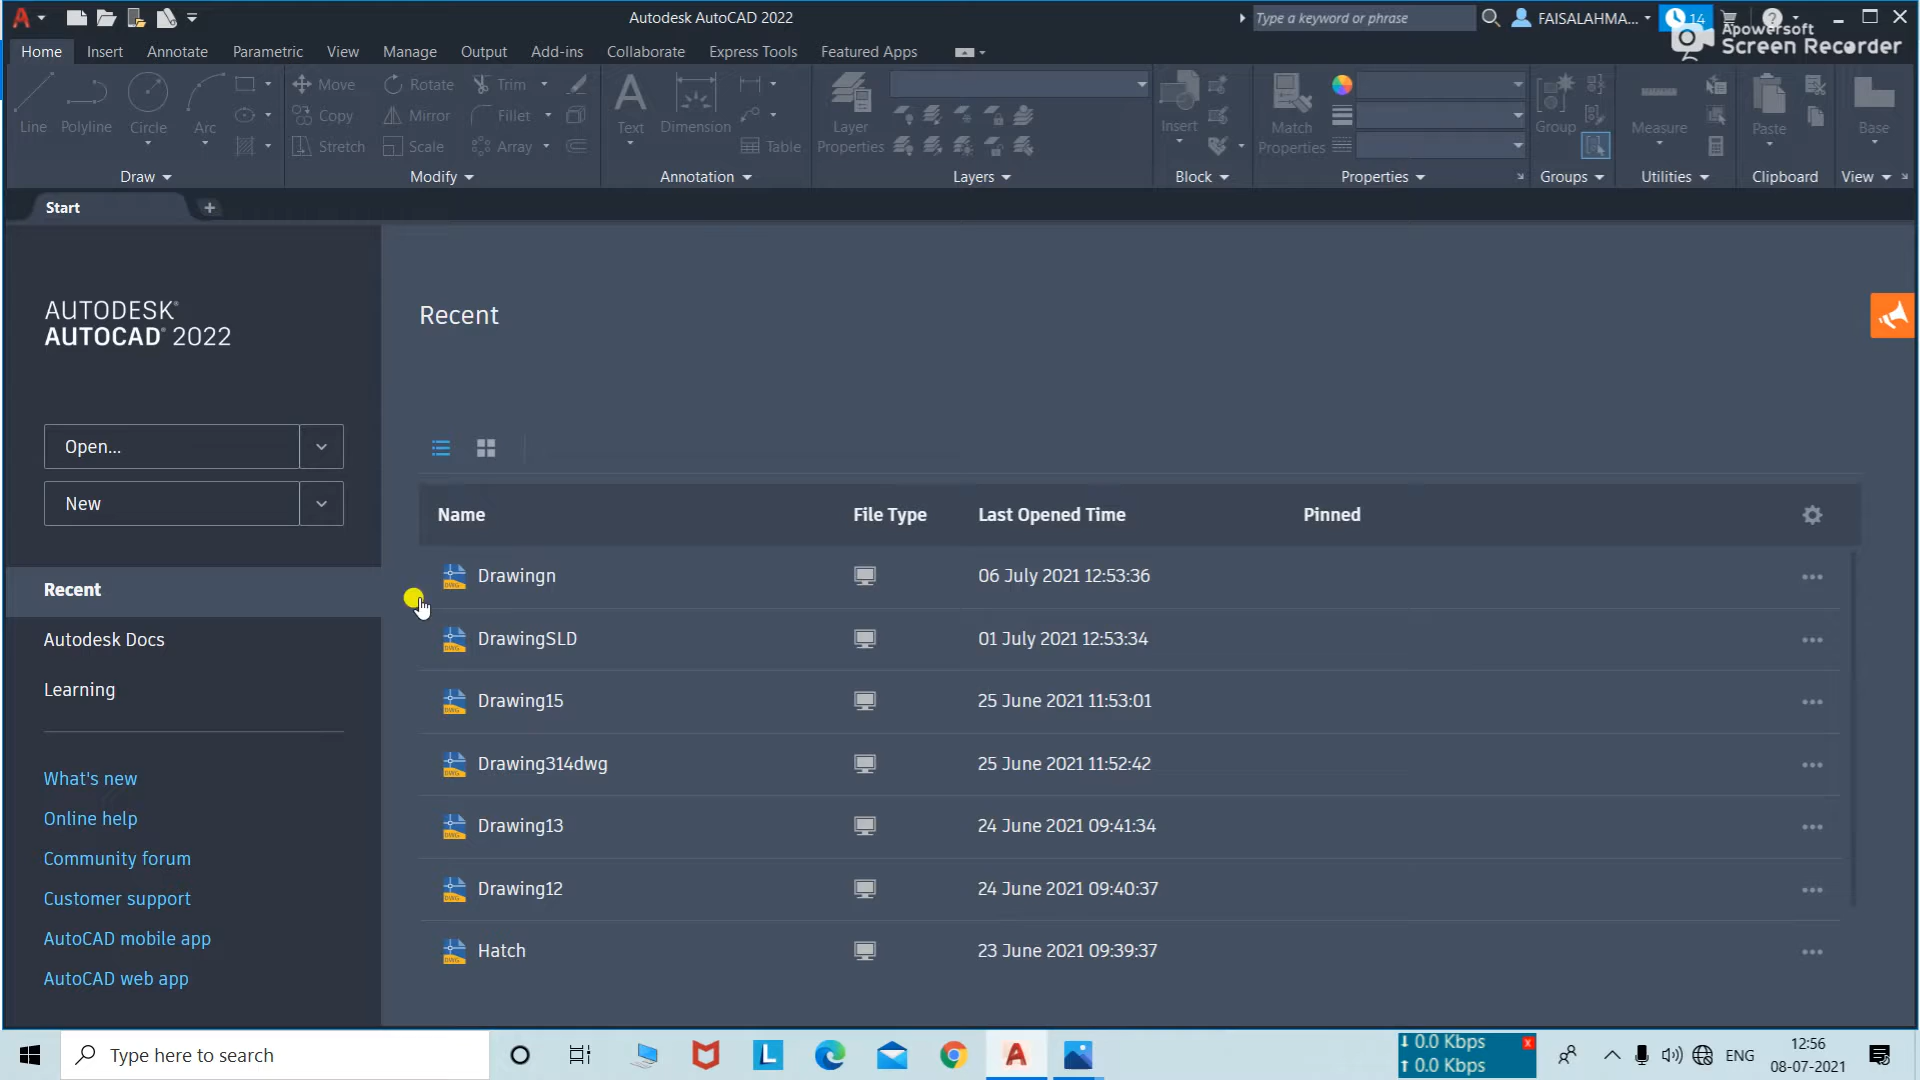 Autodesk AutoCAD 2022
Type a keyword or phrase
FAISALAHMA...
14
Apowersoft
Screen Recorder
Home Insert Annotate Parametric View Manage Output Add-ins Collaborate Express Tools Featured Apps
Line Polyline Circle Arc
Move Rotate Trim
Copy Mirror Fillet
Stretch Scale Array
Text Dimension Table
Layer
Properties
Insert
Match
Properties
Group
Measure
Paste
Base
Draw Modify Annotation Layers Block Properties Groups Utilities Clipboard View
Start
AUTODESK®
AUTOCAD® 2022
Open...
New
Recent
Autodesk Docs
Learning
What's new
Online help
Community forum
Customer support
AutoCAD mobile app
AutoCAD web app
Recent
Name File Type Last Opened Time Pinned
Drawingn 06 July 2021 12:53:36
DrawingSLD 01 July 2021 12:53:34
Drawing15 25 June 2021 11:53:01
Drawing314dwg 25 June 2021 11:52:42
Drawing13 24 June 2021 09:41:34
Drawing12 24 June 2021 09:40:37
Hatch 23 June 2021 09:39:37
Type here to search
0.0 Kbps
0.0 Kbps
ENG
12:56
08-07-2021